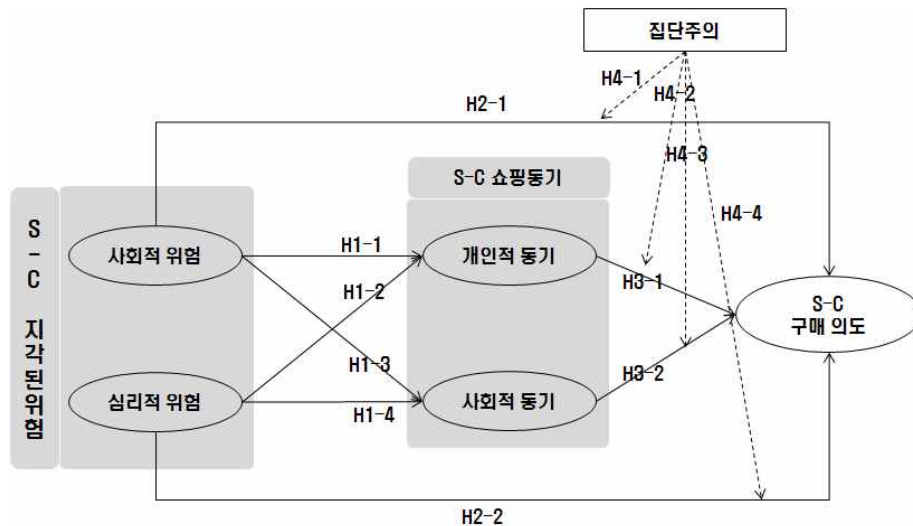 집단주의
H4-1
H4-2
H2-1
H4-3
S-C 쇼핑동기
H4-4
S-C 지각된위험
사회적 위험
H1-1
개인적 동기
H1-2
H3-1
S-C
구매 의도
H1-3
H3-2
심리적 위험
H1-4
사회적 동기
H2-2